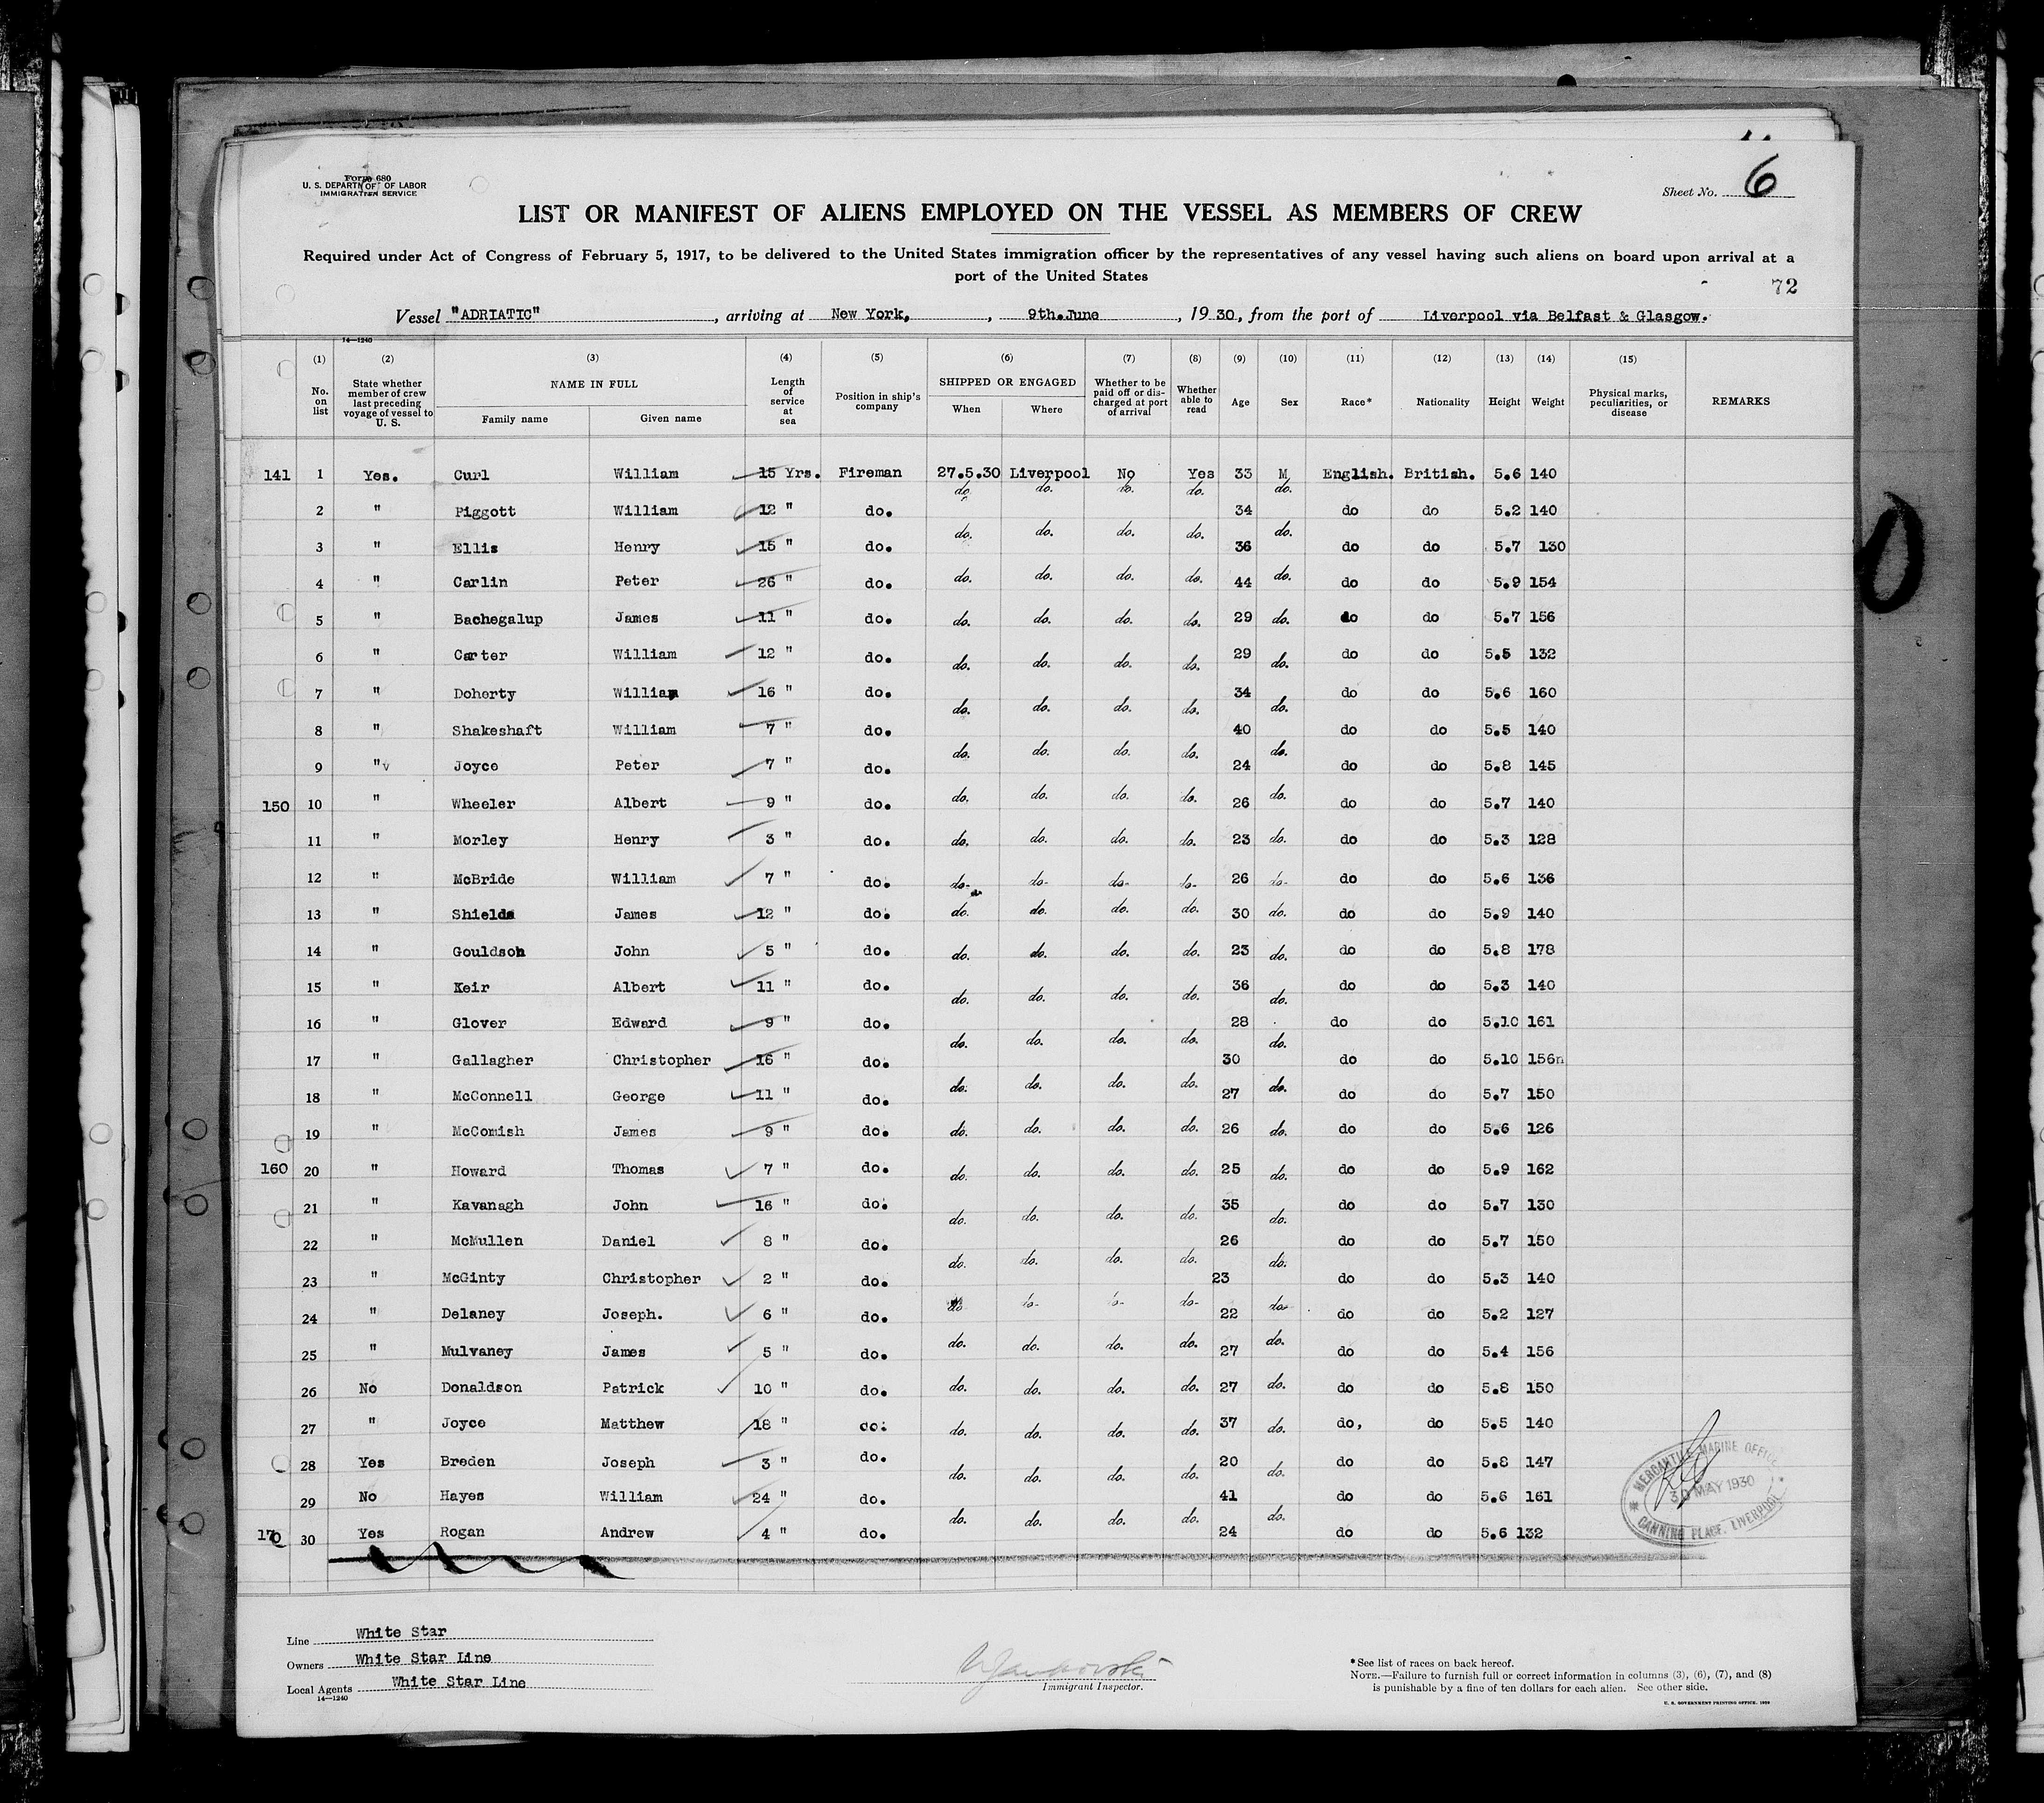 Form 680
U. S. DEPARTM OF OF LABOR
IMMIGRATION SERVICE
Sheet No. 6
LIST OR MANIFEST OF ALIENS EMPLOYED ON THE VESSEL AS MEMBERS OF CREW
Required under Act of Congress of February 5, 1917, to be delivered to the United States immigration officer by the representatives of any vessel having such aliens on board upon arrival at a
port of the United States
72
Vessel "ADRIATIC", arriving at New York, , 9th.June, 1930, from the port of Liverpool via Belfast & Glasgow.
14—1240
(1) (2) (3) (4) (5) (6) (7) (8) (9) (10) (11) (12) (13) (14) (15)
No. on list State whether member of crew last preceding voyage of vessel to U. S. NAME IN FULL Family name Given name Length of service at sea Position in ship's company SHIPPED OR ENGAGED When Where Whether to be paid off or discharged at port of arrival Whether able to read Age Sex Race* Nationality Height Weight Physical marks, peculiarities, or disease REMARKS
141 1 Yes. Curl William 15 Yrs. Fireman 27.5.30 Liverpool No Yes 33 M English. British. 5.6 140
2 " Piggott William 12 " do. do. do. do. do. 34 do. do do 5.2 140
3 " Ellis Henry 15 " do. do. do. do. do. 36 do. do do 5.7 130
4 " Carlin Peter 26 " do. do. do. do. do. 44 do. do do 5.9 154
5 " Bachegalup James 11 " do. do. do. do. do. 29 do. do do 5.7 156
6 " Carter William 12 " do. do. do. do. do. 29 do. do do 5.5 132
7 " Doherty William 16 " do. do. do. do. do. 34 do. do do 5.6 160
8 " Shakeshaft William 7 " do. do. do. do. do. 40 do. do do 5.5 140
9 "v Joyce Peter 7 " do. do. do. do. do. 24 do. do do 5.8 145
150 10 " Wheeler Albert 9 " do. do. do. do. do. 26 do. do do 5.7 140
11 " Morley Henry 3 " do. do. do. do. do. 23 do. do do 5.3 128
12 " McBride William 7 " do. do- do- do- do- 26 do- do do 5.6 136
13 " Shields James 12 " do. do. do. do. do. 30 do. do do 5.9 140
14 " Gouldson John 5 " do. do. do. do. do. 23 do. do do 5.8 178
15 " Keir Albert 11 " do. do. do. do. do. 36 do. do do 5.3 140
16 " Glover Edward 9 " do. do. do. do. do. 28 do. do do 5.10 161
17 " Gallagher Christopher 16 " do. do. do. do. do. 30 do. do do 5.10 156n
18 " McConnell George 11 " do. do. do. do. do. 27 do. do do 5.7 150
19 " McComish James 9 " do. do. do. do. do. 26 do. do do 5.6 126
160 20 " Howard Thomas 7 " do. do. do. do. do. 25 do. do do 5.9 162
21 " Kavanagh John 16 " do. do. do. do. do. 35 do. do do 5.7 130
22 " McMullen Daniel 8 " do. do. do. do. do. 26 do. do do 5.7 150
23 " McGinty Christopher 2 " do. do. do. do. do. 23 do. do do 5.3 140
24 " Delaney Joseph. 6 " do. do do- do- do- 22 do- do do 5.2 127
25 " Mulvaney James 5 " do. do. do. do. do. 27 do. do do 5.4 156
26 No Donaldson Patrick 10 " do. do. do. do. do. 27 do. do do 5.8 150
27 " Joyce Matthew 18 " do: do. do. do. do. 37 do. do, do 5.5 140
28 Yes Breden Joseph 3 " do. do. do. do. do. 20 do. do do 5.8 147
29 No Hayes William 24 " do. do. do. do. do. 41 do. do do 5.6 161
170 30 Yes Rogan Andrew 4 " do. 24 do do 5.6 132
MERCANTILE MARINE OFFICE
30 MAY 1930
CANNING PLACE. LIVERPOOL
Line White Star
Owners White Star Line
Local Agents White Star Line
14—1240
Immigrant Inspector.
*See list of races on back hereof.
NOTE.—Failure to furnish full or correct information in columns (3), (6), (7), and (8)
is punishable by a fine of ten dollars for each alien. See other side.
U. S. GOVERNMENT PRINTING OFFICE. 1929